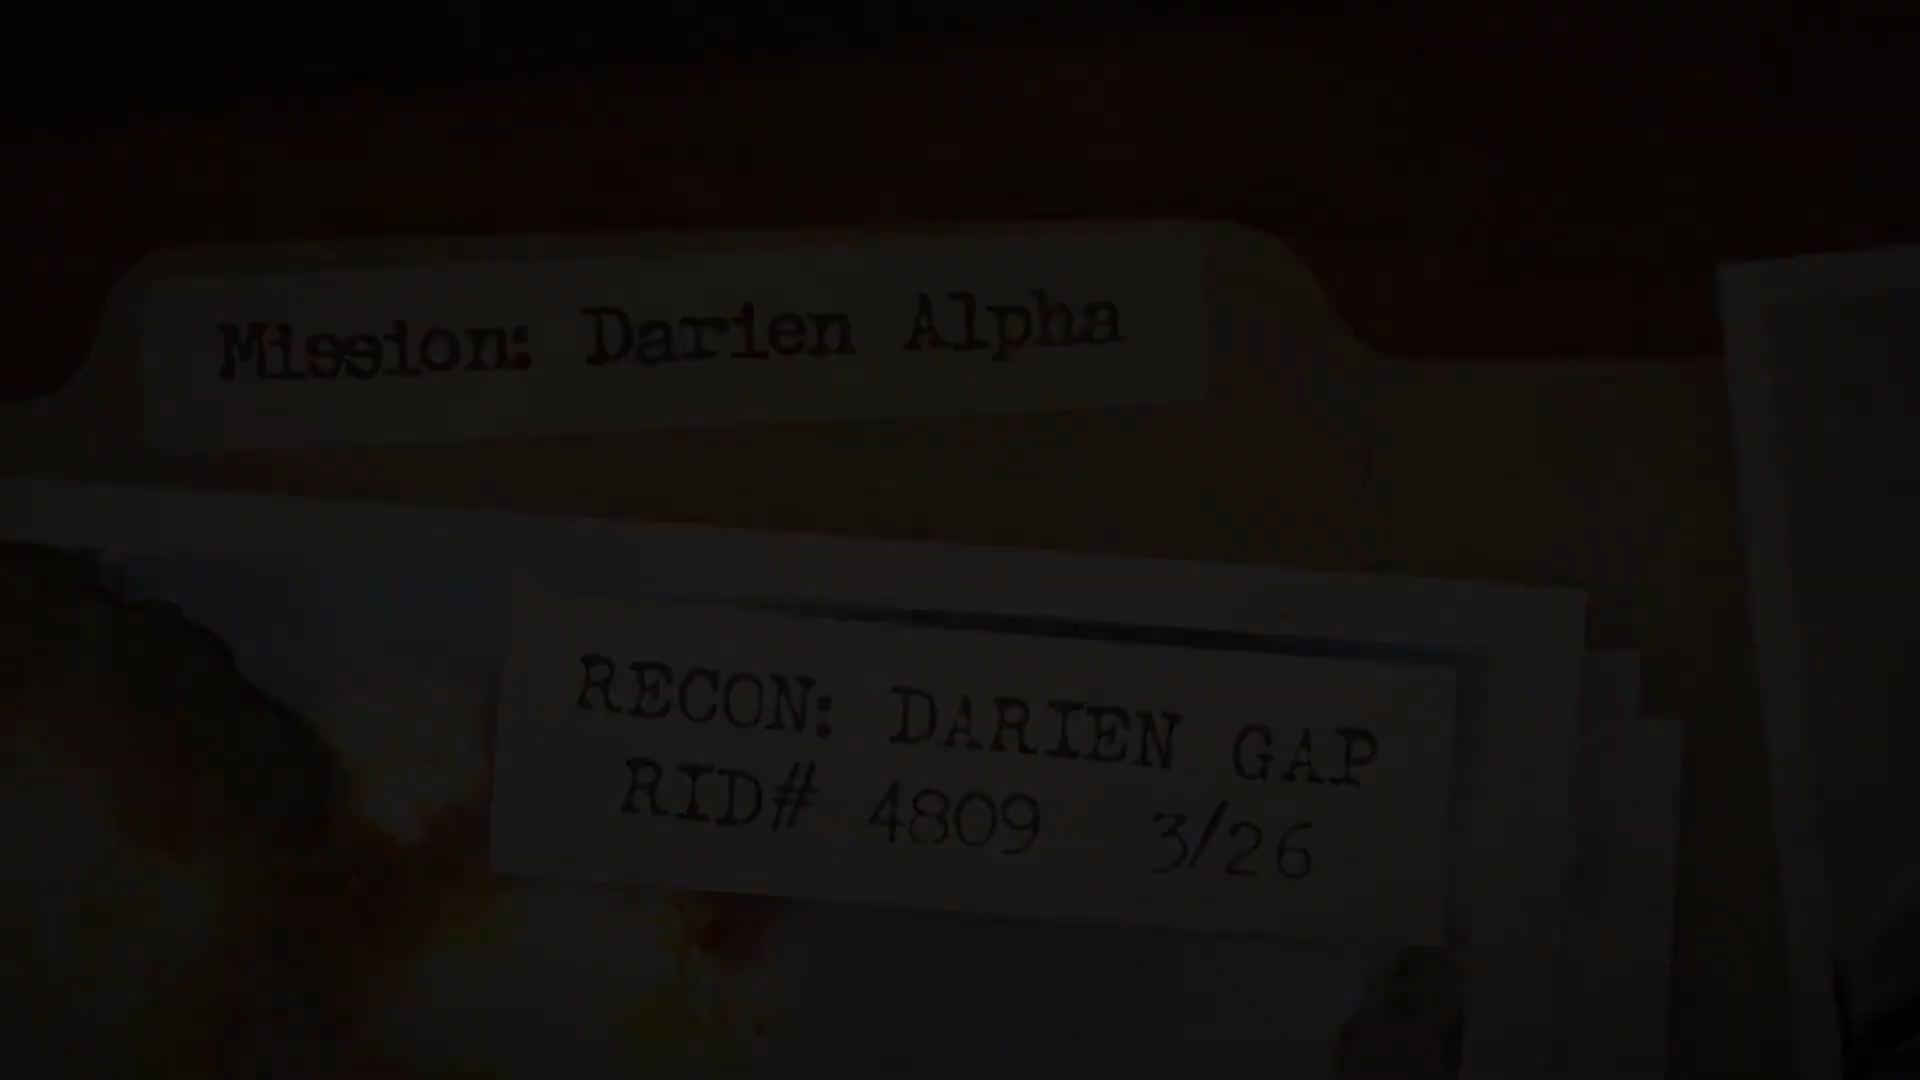 Mission: Darien Alpha
RECON: DARIEN GAP
RID# 4809 3/26